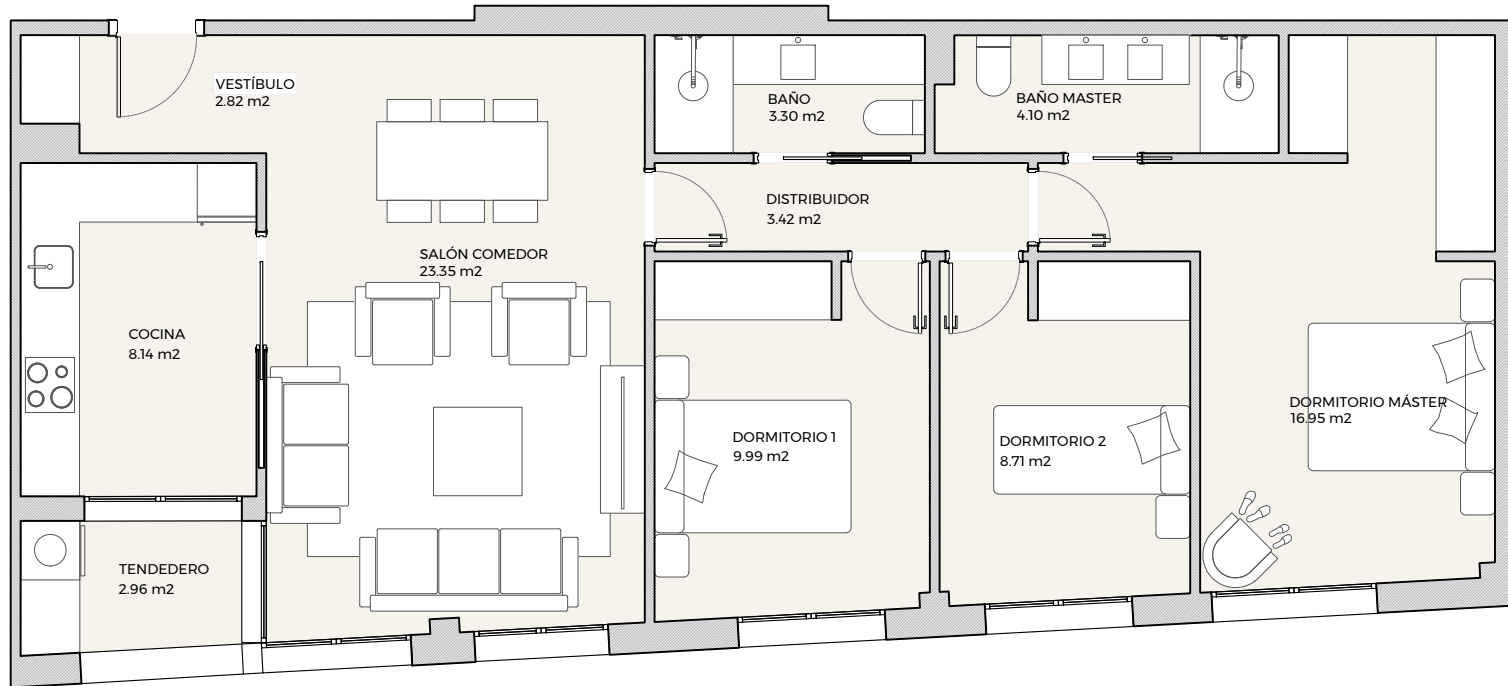 VESTÍBULO
2.82 m2
BAÑO
3.30 m2
BAÑO MASTER
4.10 m2
DISTRIBUIDOR
3.42 m2
SALÓN COMEDOR
23.35 m2
COCINA
8.14 m2
DORMITORIO 1
9.99 m2
DORMITORIO 2
8.71 m2
DORMITORIO MÁSTER
16.95 m2
TENDEDERO
2.96 m2